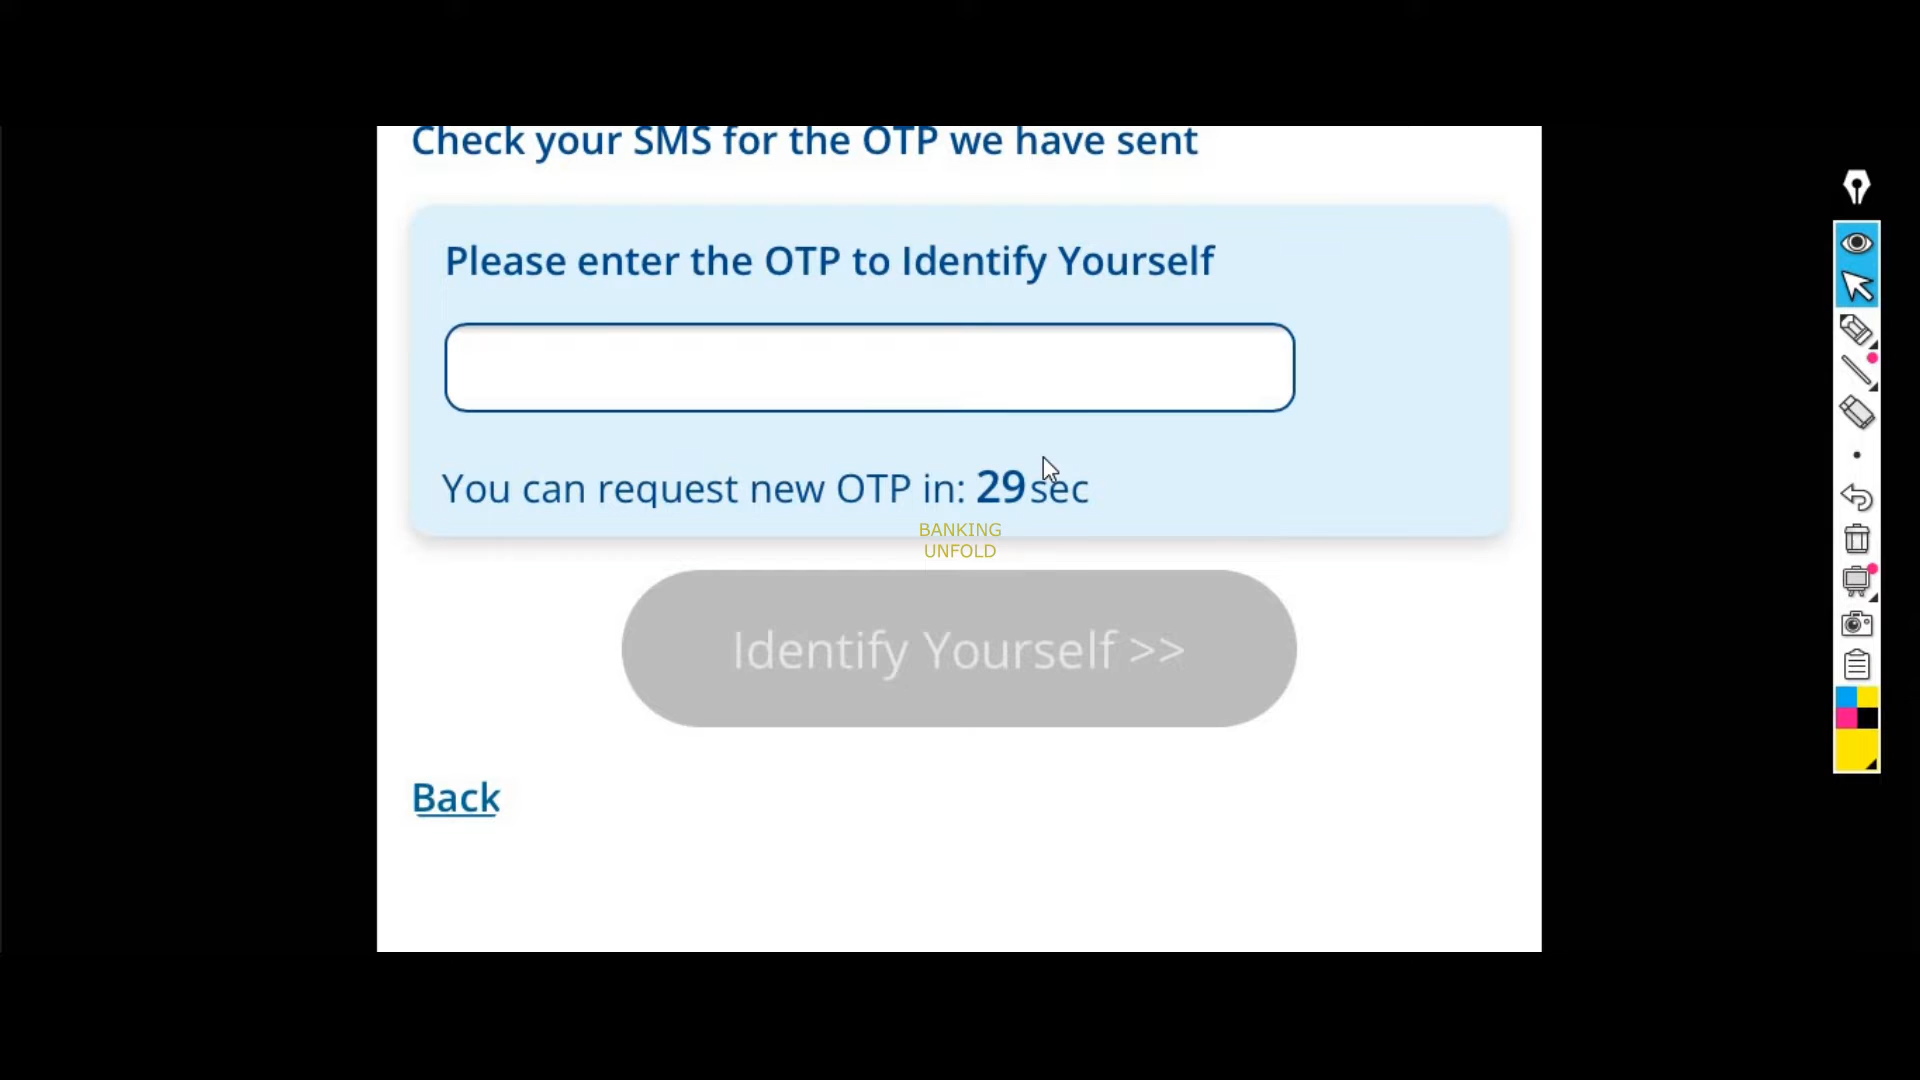 Check your SMS for the OTP we have sent
Please enter the OTP to Identify Yourself
You can request new OTP in: 29 sec
BANKING
UNFOLD
Identify Yourself >>
Back